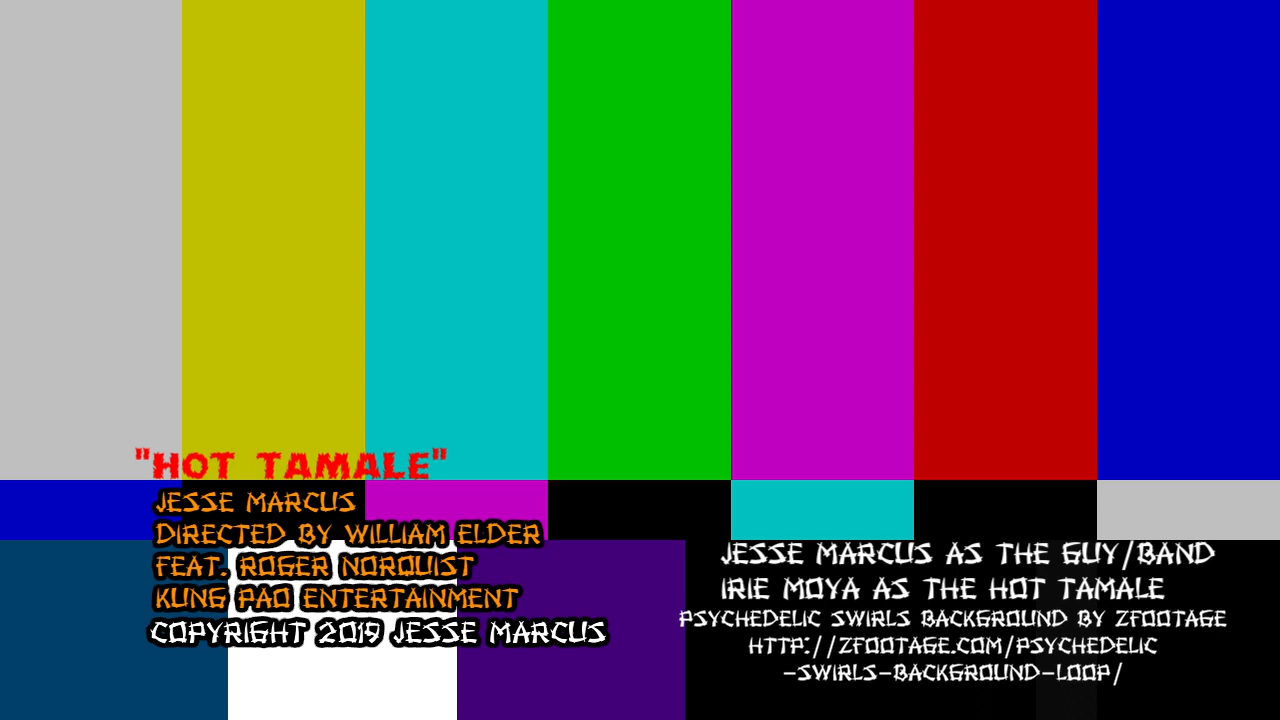 "HOT TAMALE"
JESSE MARCUS
DIRECTED BY WILLIAM ELDER
FEAT. ROGER NORQUIST
KUNG PAO ENTERTAINMENT
COPYRIGHT 2019 JESSE MARCUS
JESSE MARCUS AS THE GUY/BAND
IRIE MOYA AS THE HOT TAMALE
PSYCHEDELIC SWIRLS BACKGROUND BY ZFOOTAGE
HTTP://ZFOOTAGE.COM/PSYCHEDELIC
-SWIRLS-BACKGROUND-LOOP/